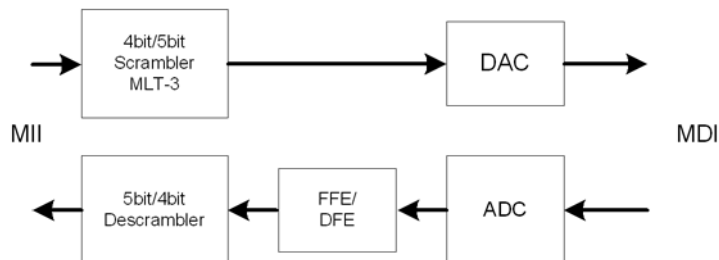 4bit/5bit
Scrambler
MLT-3
DAC
MII
MDI
5bit/4bit
Descrambler
FFE/
DFE
ADC